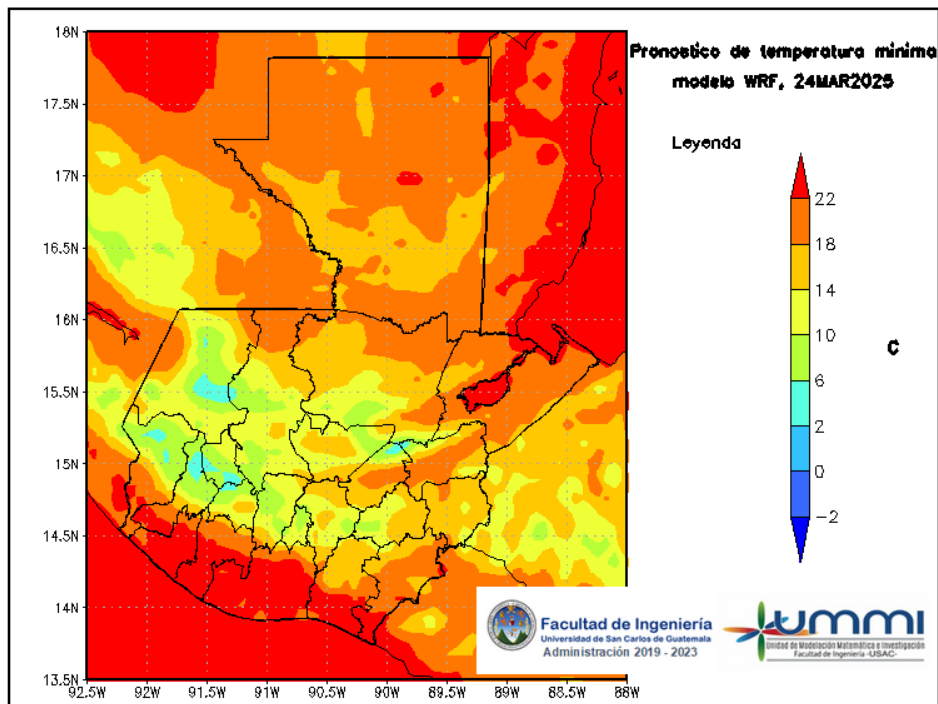 Pronostico de temperatura minima
modelo WRF, 24MAR2025
Leyenda
22
18
14
10
6
2
0
−2
C
18N
17.5N
17N
16.5N
16N
15.5N
15N
14.5N
14N
13.5N
92.5W 92W 91.5W 91W 90.5W 90W 89.5W 89W 88.5W 88W
Facultad de Ingeniería
Universidad de San Carlos de Guatemala
Administración 2019 - 2023
ummi
Unidad de Modelación Matemática e Investigación
Facultad de Ingeniería -USAC-